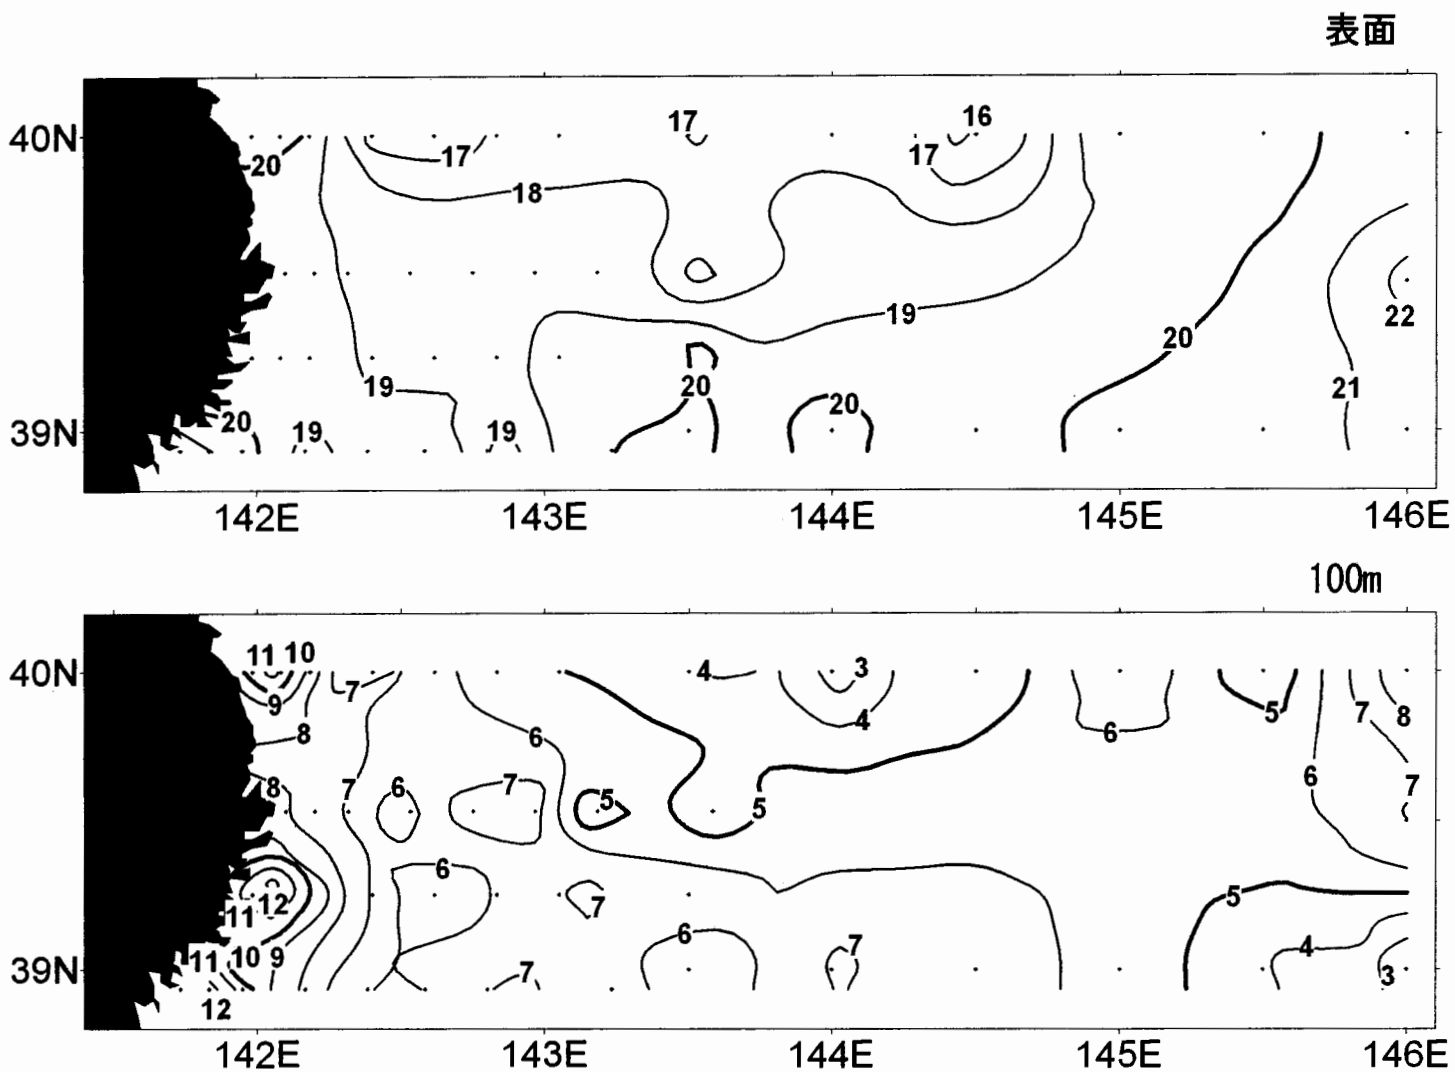 表面
17 16
40N 20 17 17
18
19 22
20
19 20 20 21
20 19 19
39N
142E 143E 144E 145E 146E
100m
11 10
40N 4 3
7
9 4 5 7 8
8 6 6
8 7 6 7 5 5 6 7
6
12 11 7 5
6 7 4
11 10 9
39N 7 3
12
142E 143E 144E 145E 146E